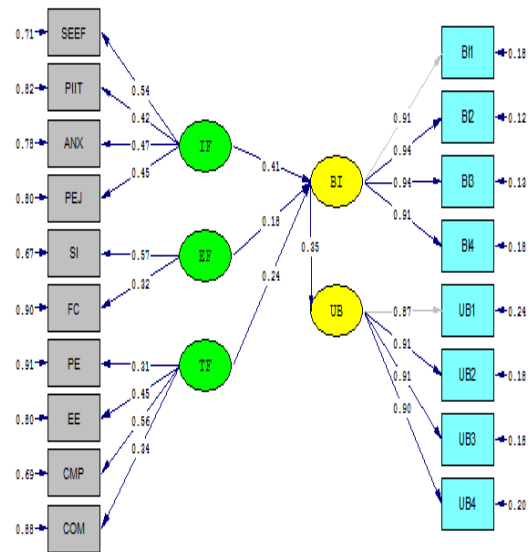 0.71 SEEF
0.82 PIIT
0.78 ANX
0.80 PEJ
0.67 SI
0.90 FC
0.91 PE
0.80 EE
0.69 CMP
0.88 COM
0.54
0.42
0.47
0.45
0.57
0.32
0.31
0.45
0.56
0.34
IF
EF
TF
0.41
0.18
0.24
BI
0.35
UB
0.91
0.94
0.94
0.91
0.87
0.91
0.91
0.90
BI1 0.18
BI2 0.12
BI3 0.13
BI4 0.18
UB1 0.24
UB2 0.18
UB3 0.18
UB4 0.20